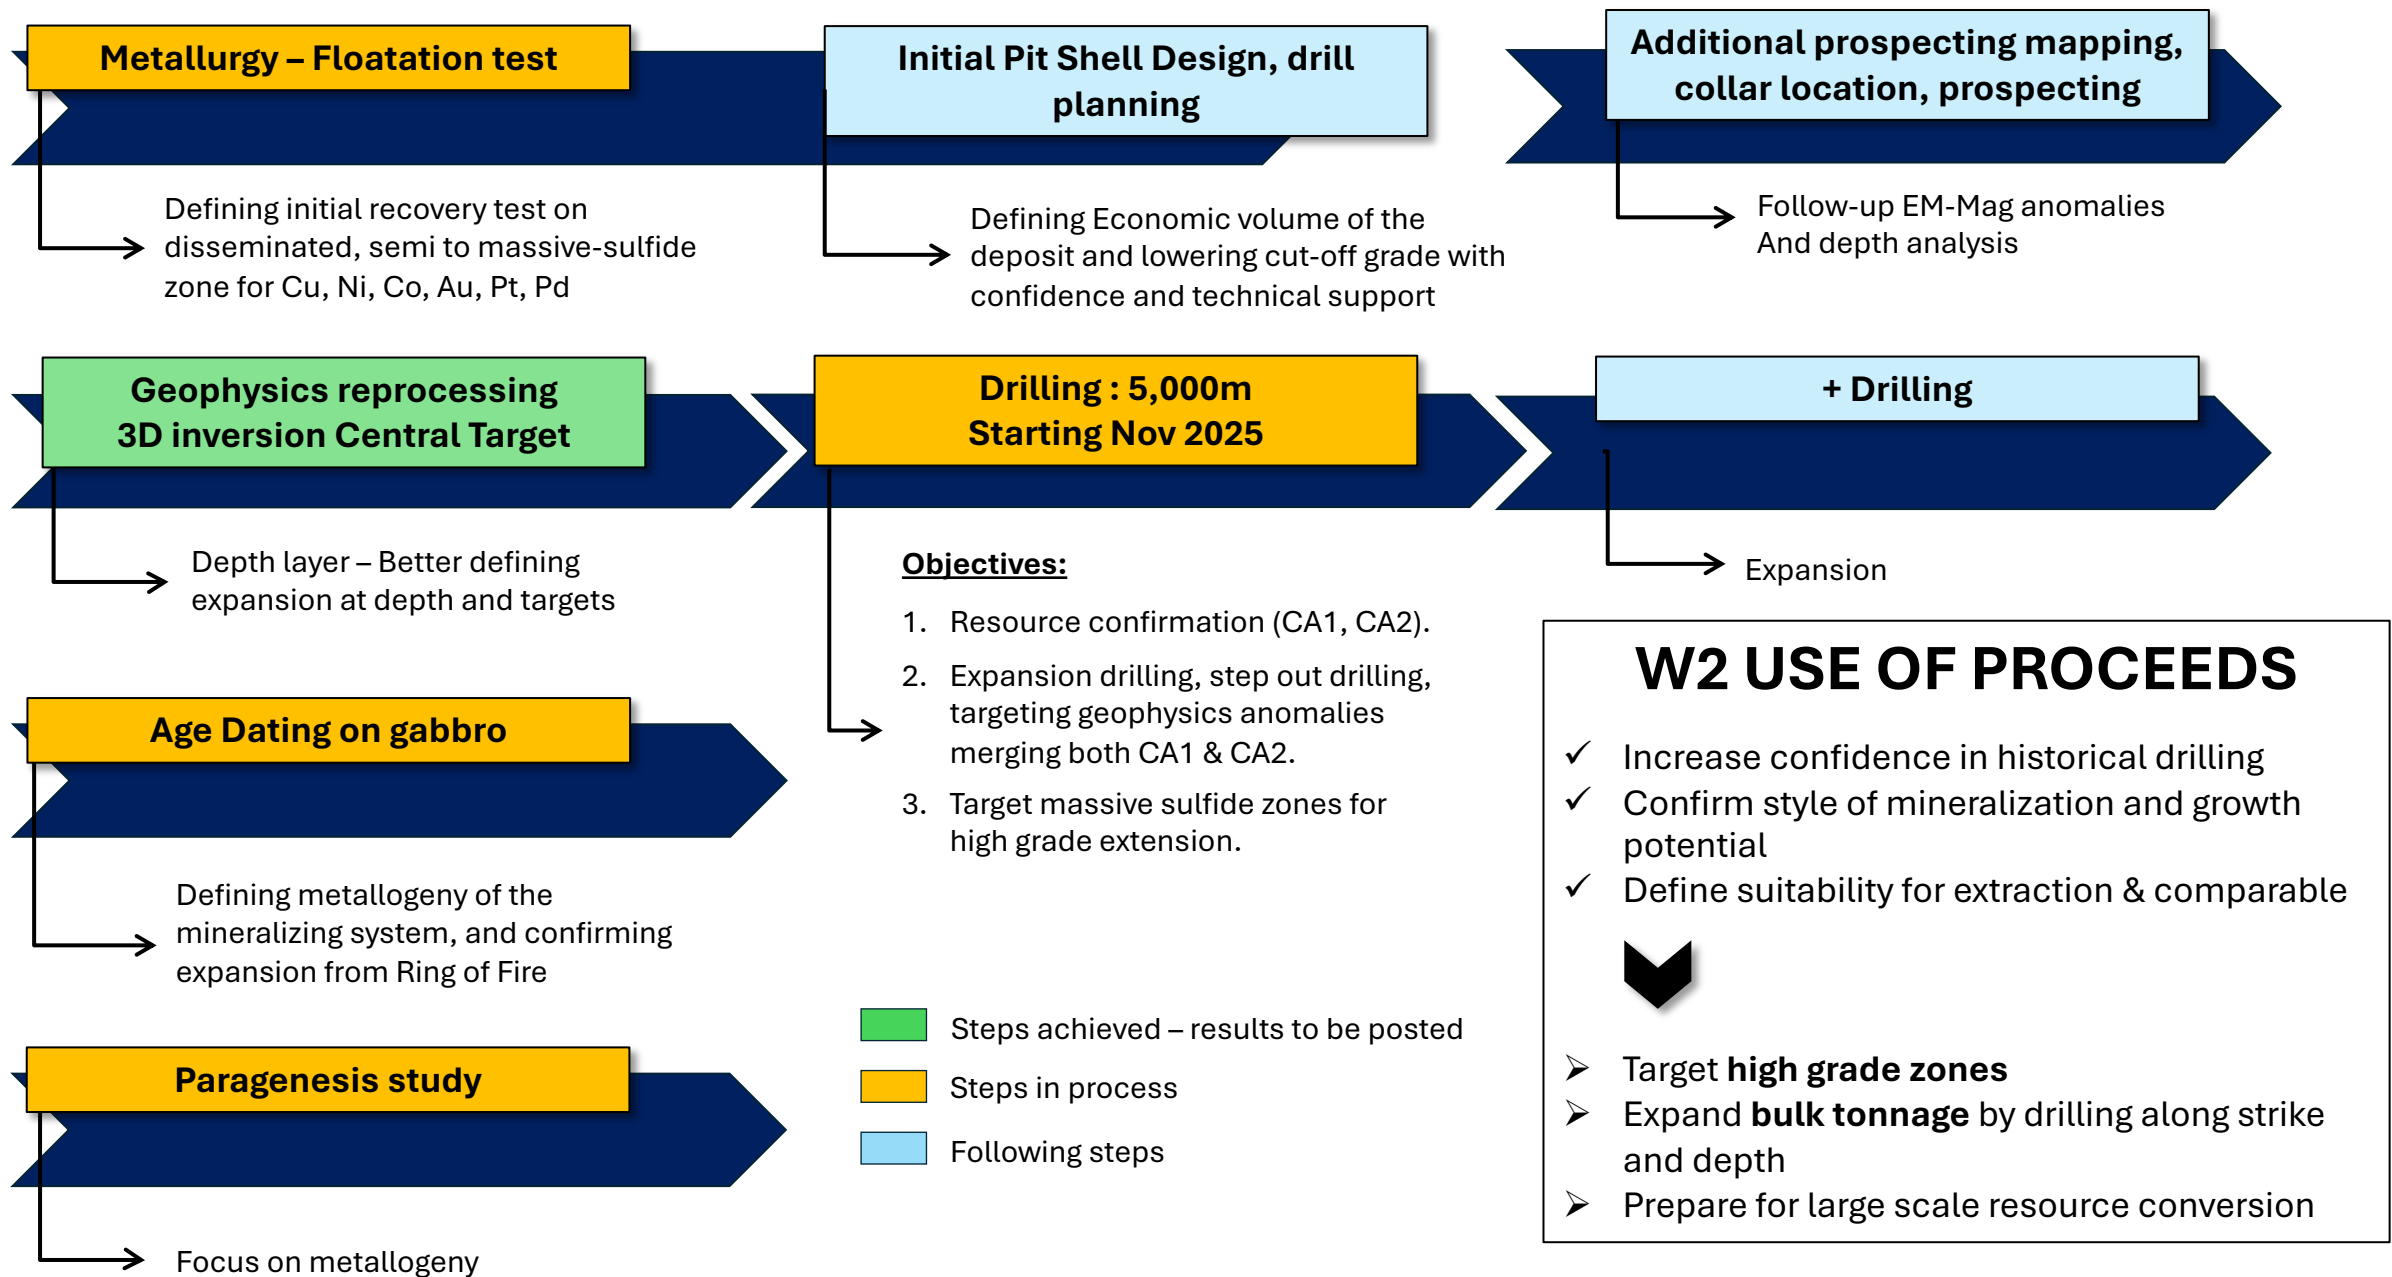 Metallurgy – Floatation test
Initial Pit Shell Design, drill
planning
Additional prospecting mapping,
collar location, prospecting
Defining initial recovery test on
disseminated, semi to massive-sulfide
zone for Cu, Ni, Co, Au, Pt, Pd
Defining Economic volume of the
deposit and lowering cut-off grade with
confidence and technical support
Follow-up EM-Mag anomalies
And depth analysis
Geophysics reprocessing
3D inversion Central Target
Drilling : 5,000m
Starting Nov 2025
+ Drilling
Depth layer – Better defining
expansion at depth and targets
Objectives:
1. Resource confirmation (CA1, CA2).
2. Expansion drilling, step out drilling,
targeting geophysics anomalies
merging both CA1 & CA2.
3. Target massive sulfide zones for
high grade extension.
Expansion
Age Dating on gabbro
Defining metallogeny of the
mineralizing system, and confirming
expansion from Ring of Fire
Paragenesis study
Focus on metallogeny
Steps achieved – results to be posted
Steps in process
Following steps
W2 USE OF PROCEEDS
✓ Increase confidence in historical drilling
✓ Confirm style of mineralization and growth
potential
✓ Define suitability for extraction & comparable
➢ Target high grade zones
➢ Expand bulk tonnage by drilling along strike
and depth
➢ Prepare for large scale resource conversion